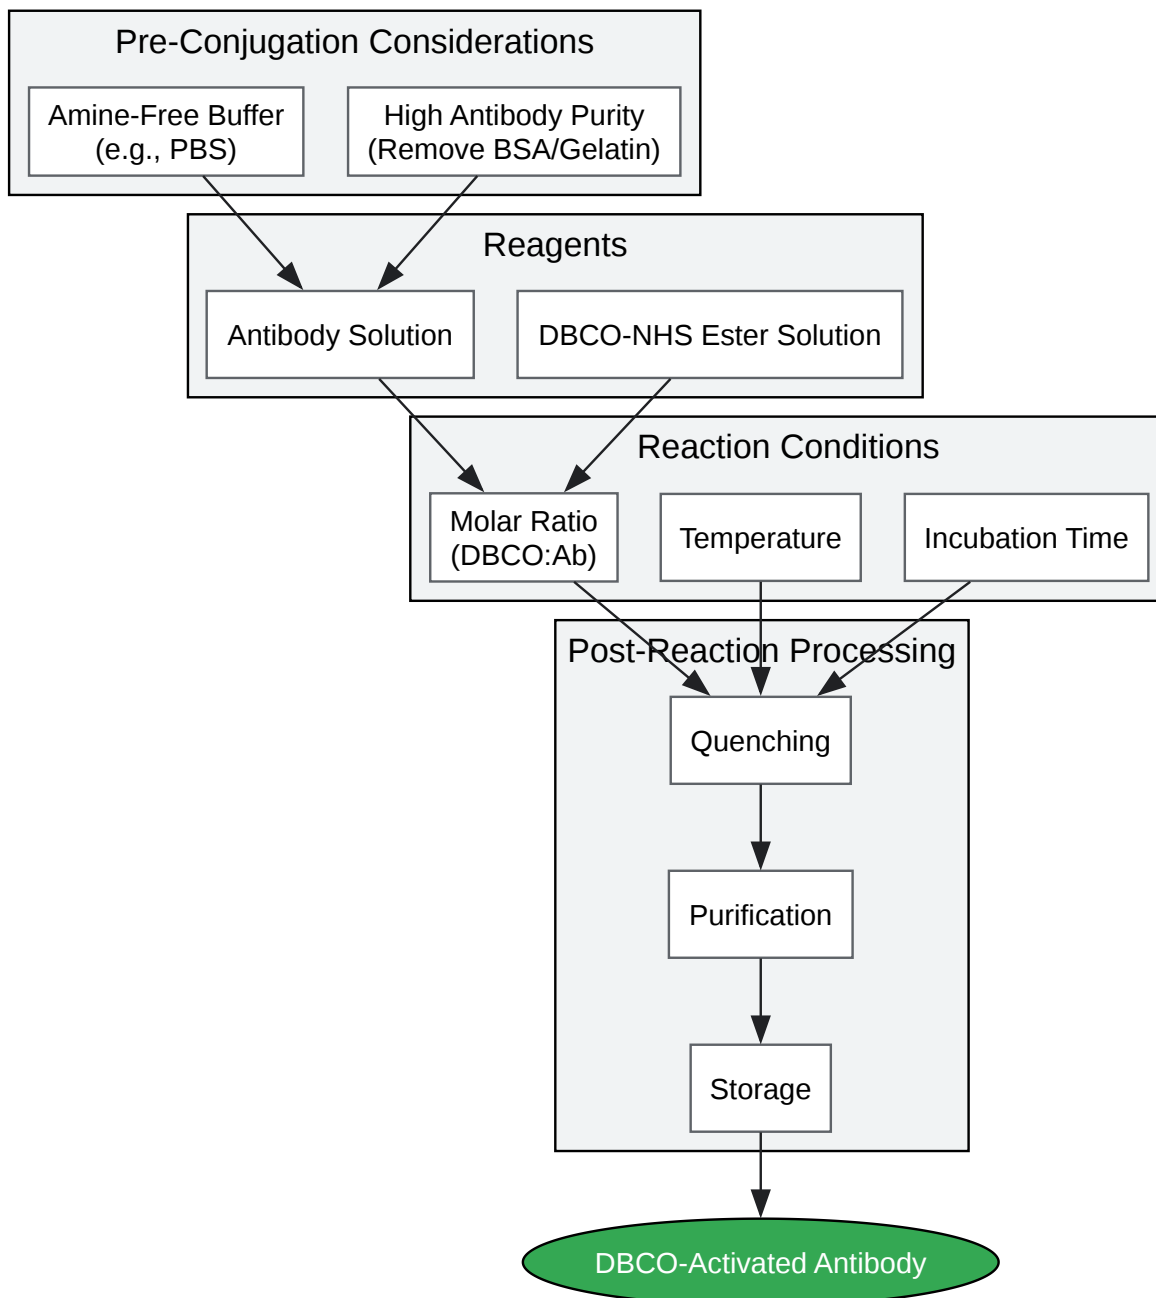 Pre-Conjugation Considerations
Amine-Free Buffer
(e.g., PBS)
High Antibody Purity
(Remove BSA/Gelatin)
Reagents
Antibody Solution
DBCO-NHS Ester Solution
Reaction Conditions
Molar Ratio
(DBCO:Ab)
Temperature
Incubation Time
Post-Reaction Processing
Quenching
Purification
Storage
DBCO-Activated Antibody